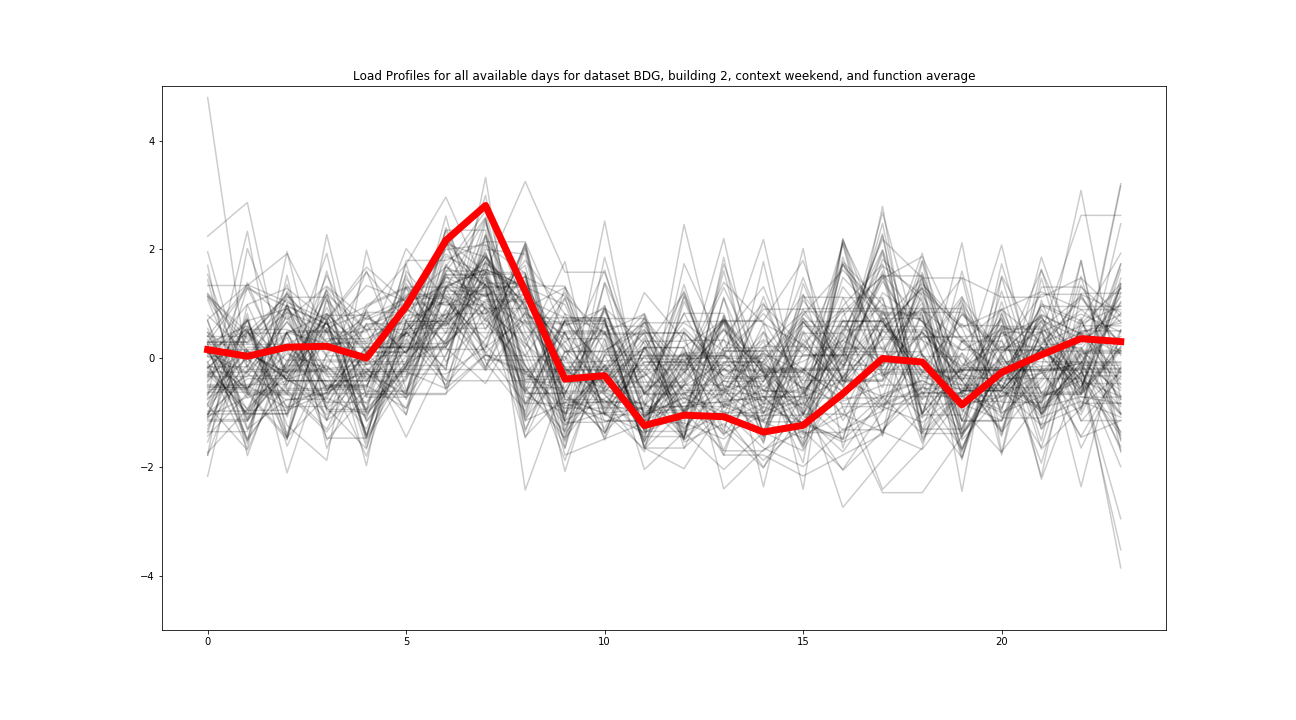 Load Profiles for all available days for dataset BDG, building 2, context weekend, and function average
4
2
0
−2
−4
0 5 10 15 20